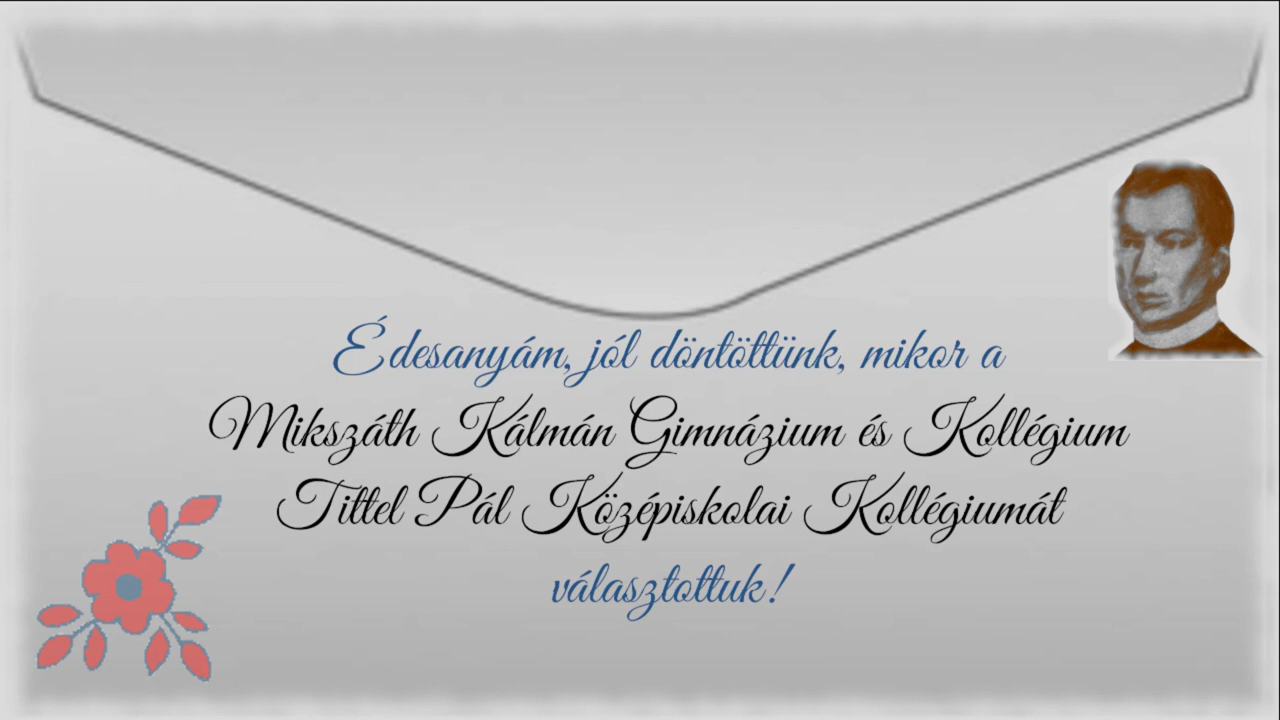 Édesanyám, jól döntöttünk, mikor a
Mikszáth Kálmán Gimnázium és Kollégium
Tittel Pál Középiskolai Kollégiumát
választottuk!